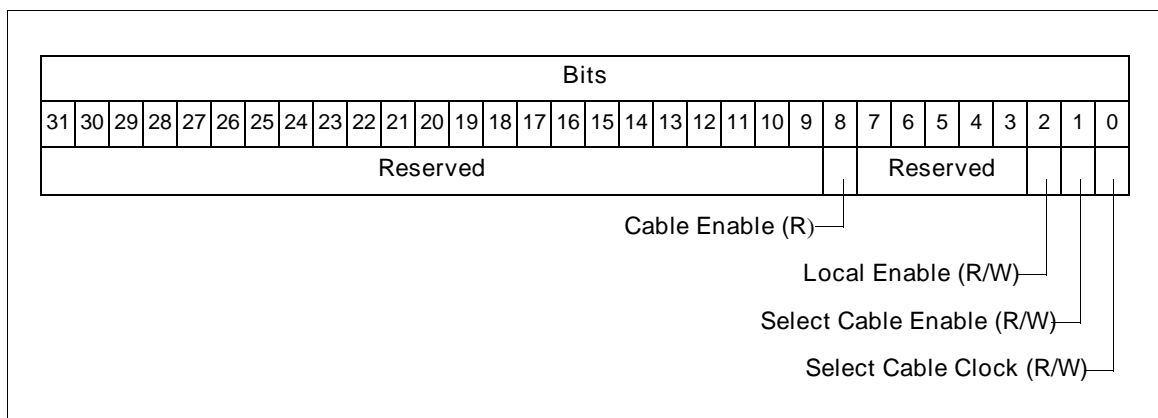 Bits
31 30 29 28 27 26 25 24 23 22 21 20 19 18 17 16 15 14 13 12 11 10 9 8 7 6 5 4 3 2 1 0
Reserved Reserved
Cable Enable (R)
Local Enable (R/W)
Select Cable Enable (R/W)
Select Cable Clock (R/W)